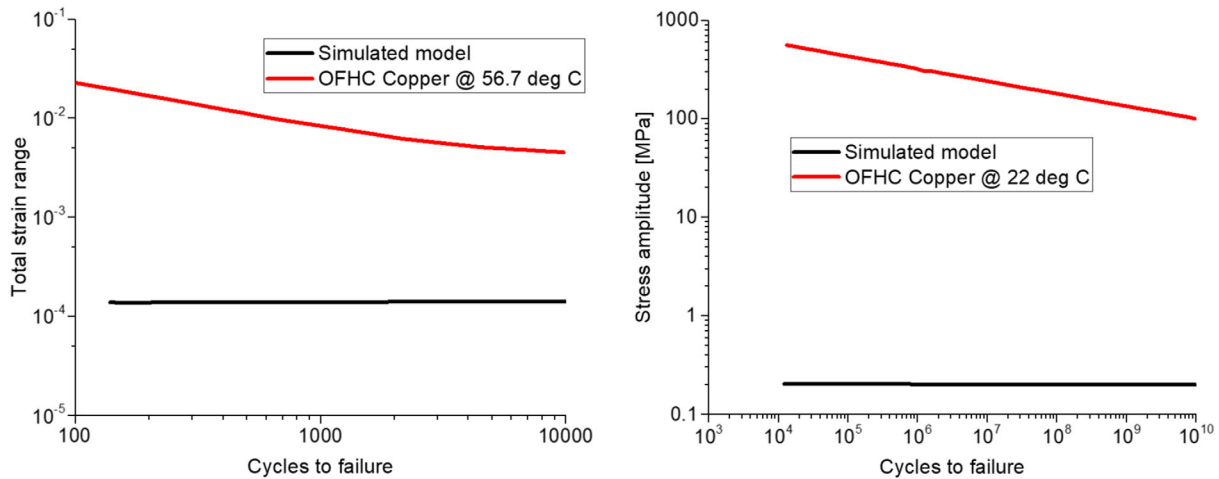 10^-1
10^-2
10^-3
10^-4
10^-5
Total strain range
Simulated model
OFHC Copper @ 56.7 deg C
100
1000
10000
Cycles to failure
1000
100
10
1
0.1
Stress amplitude [MPa]
Simulated model
OFHC Copper @ 22 deg C
10^3
10^4
10^5
10^6
10^7
10^8
10^9
10^10
Cycles to failure